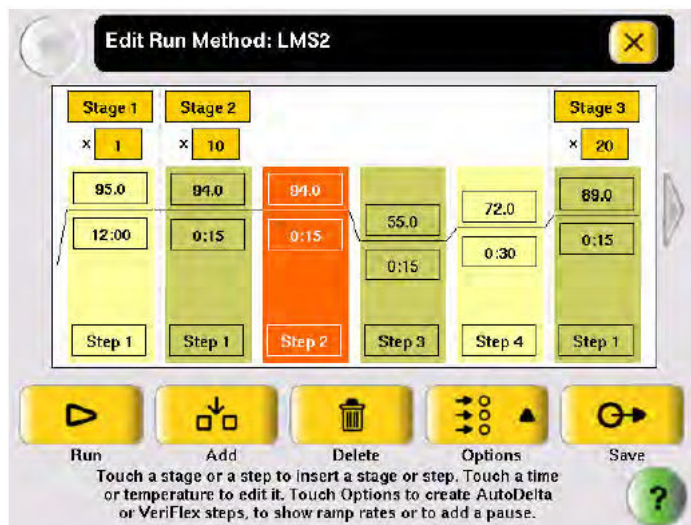 Edit Run Method: LMS2
Stage 1 Stage 2 Stage 3
x 1 x 10 x 20
95.0 94.0 94.0 55.0 72.0 89.0
12:00 0:15 0:15 0:15 0:30 0:15
Step 1 Step 1 Step 2 Step 3 Step 4 Step 1
Run Add Delete Options Save
Touch a stage or a step to insert a stage or step. Touch a time
or temperature to edit it. Touch Options to create AutoDelta
or VeriFlex steps, to show ramp rates or to add a pause.
?